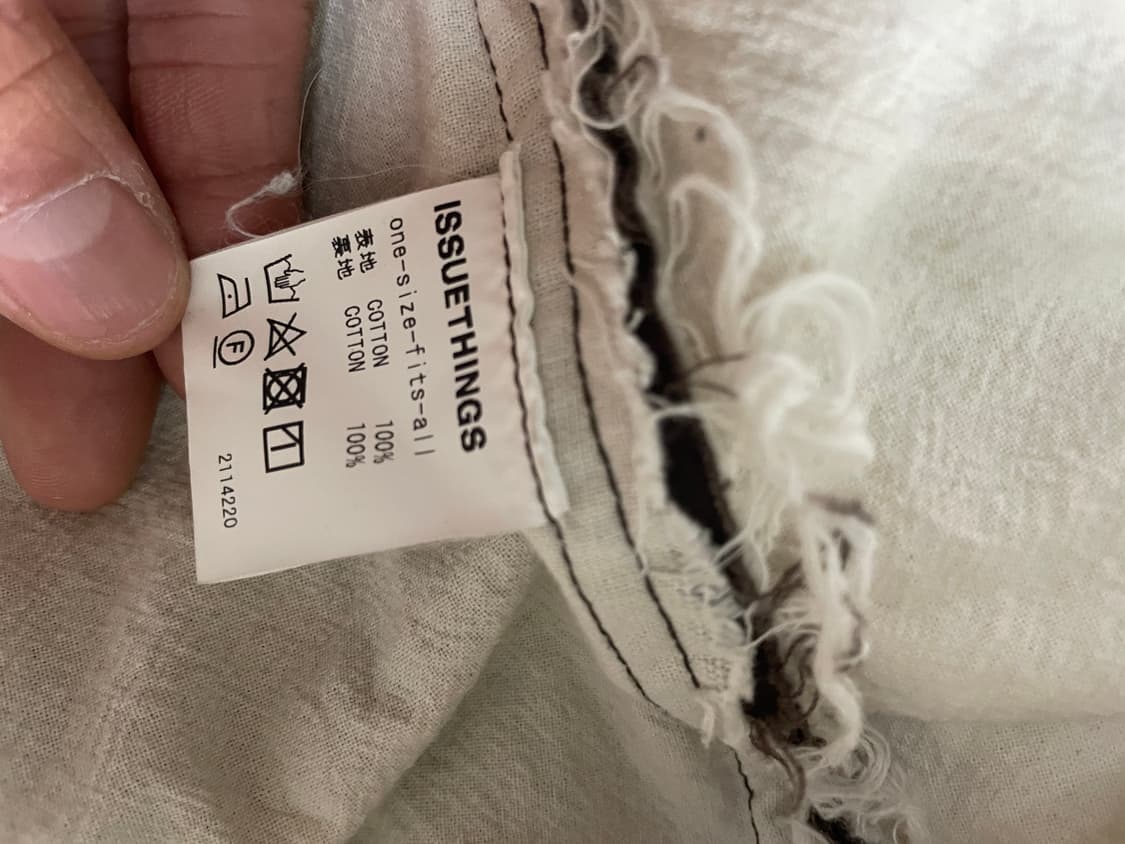 ISSUETHINGS
one-size-fits-all
表地 COTTON 100%
裏地 COTTON 100%
F
2114220